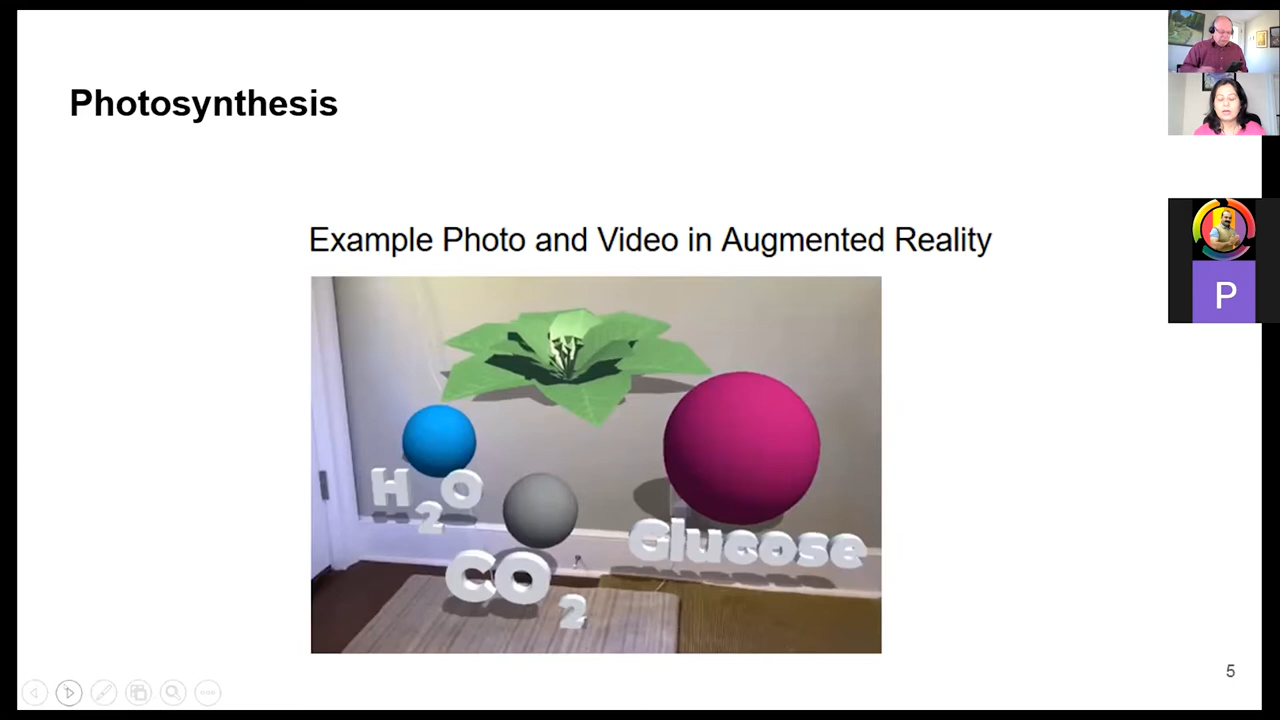 Photosynthesis
Example Photo and Video in Augmented Reality
H2O
CO2
Glucose
P
5